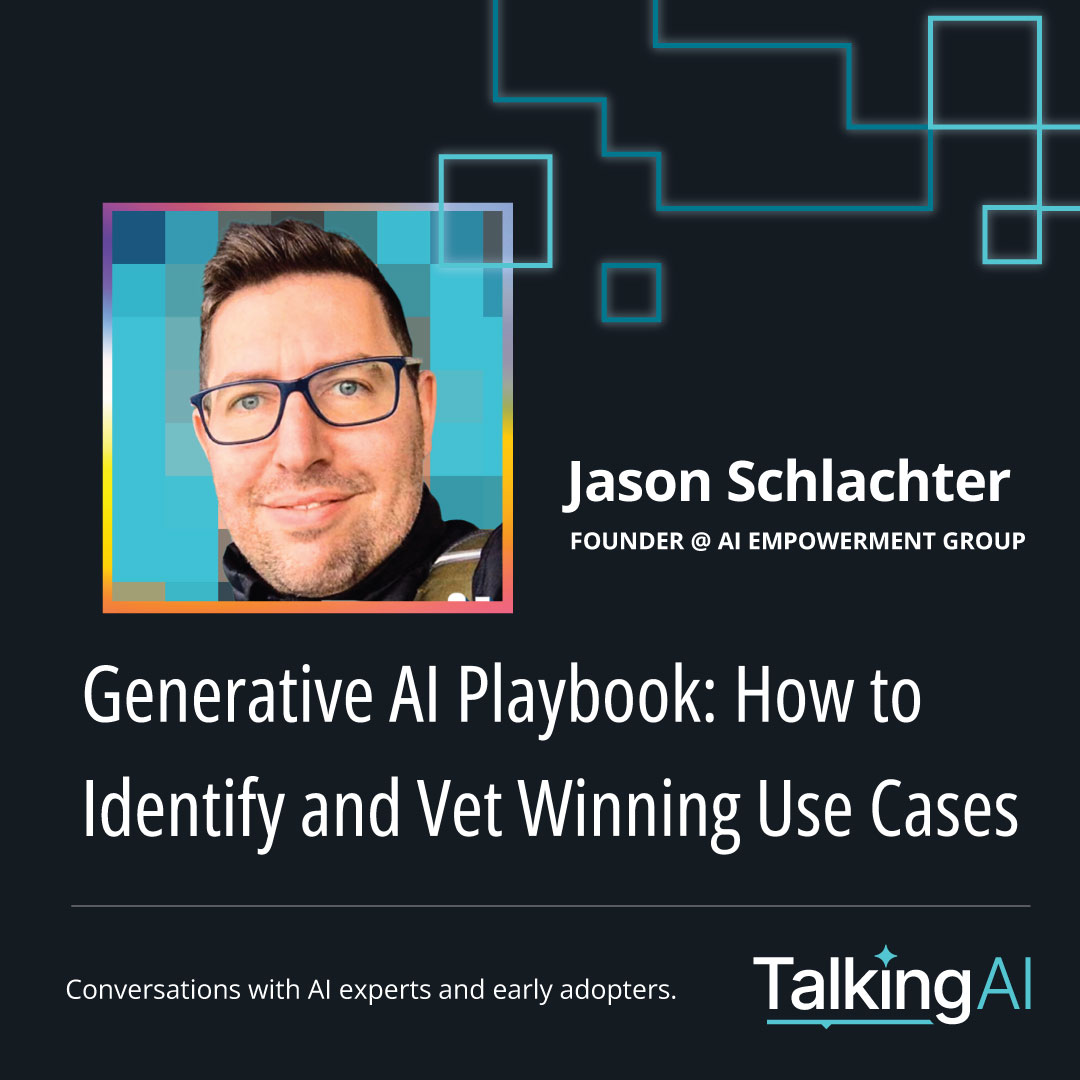 Jason Schlachter
FOUNDER @ AI EMPOWERMENT GROUP
Generative AI Playbook: How to
Identify and Vet Winning Use Cases
Conversations with AI experts and early adopters.
TalkingAI